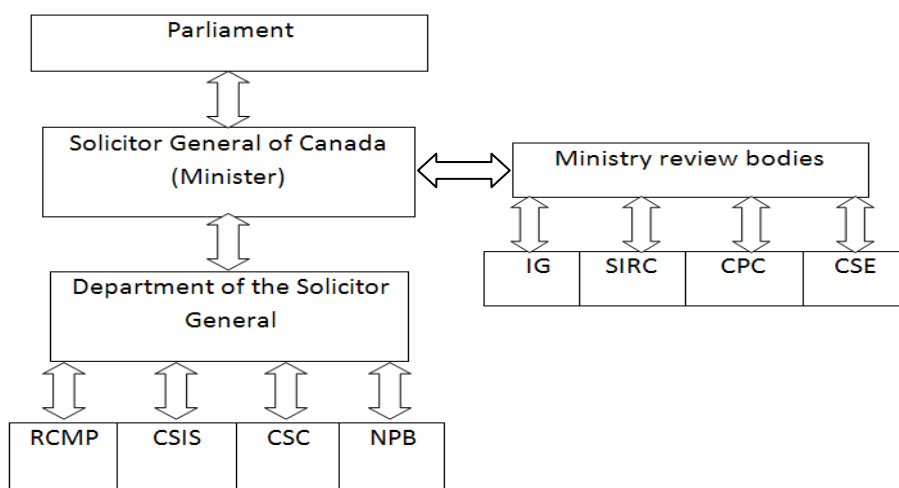 Parliament
Solicitor General of Canada
(Minister)
Ministry review bodies
IG SIRC CPC CSE
Department of the Solicitor
General
RCMP CSIS CSC NPB